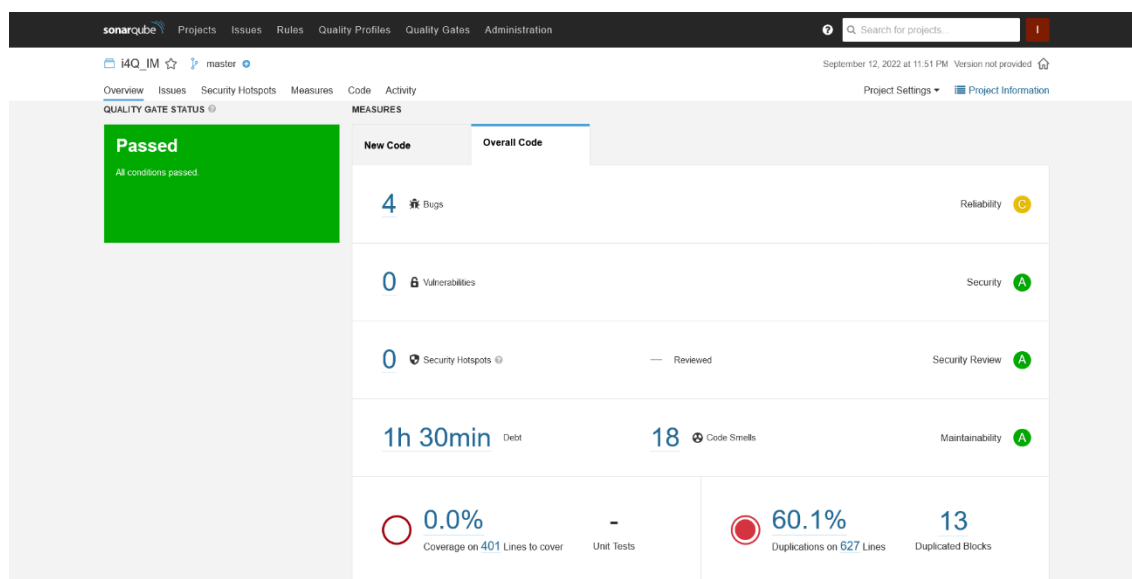 sonarqube Projects Issues Rules Quality Profiles Quality Gates Administration ? Search for projects... I
i4Q_IM master September 12, 2022 at 11:51 PM Version not provided
Overview Issues Security Hotspots Measures Code Activity Project Settings Project Information
QUALITY GATE STATUS ? MEASURES
Passed
All conditions passed.
New Code Overall Code
4 Bugs Reliability C
0 Vulnerabilities Security A
0 Security Hotspots ? — Reviewed Security Review A
1h 30min Debt 18 Code Smells Maintainability A
0.0% - 60.1% 13
Coverage on 401 Lines to cover Unit Tests Duplications on 627 Lines Duplicated Blocks